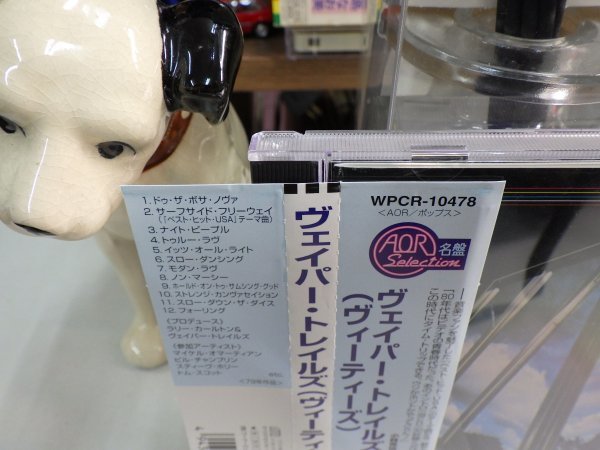 1. ドゥ・ザ・ボサ・ノヴァ
2. サーフサイド・フリーウェイ
(「ベスト・ヒット・USA」テーマ曲)
3. ナイト・ピープル
4. トゥルー・ラヴ
5. イッツ・オール・ライト
6. スロー・ダンシング
7. モダン・ラヴ
8. ノン・マーシー
9. ホールド・オン・トゥ・サムシング・グッド
10. ストレンジ・カンヴァセイション
11. スロー・ダウン・ザ・ダイス
12. フォーリング
〈プロデュース〉
ラリー・カールトン&
ヴェイパー・トレイルズ
〈参加アーティスト〉
マイケル・オマーティアン
ビル・チャンプリン
スティーヴ・ポリー
トム・スコット
etc.
<79年作品>
ヴェイパー・トレイルズ(ヴィーティ
WPCR-10478
<AOR/ポップス>
AOR
名盤
Selection
ヴェイパー・トレイルズ
(ヴィーティーズ)